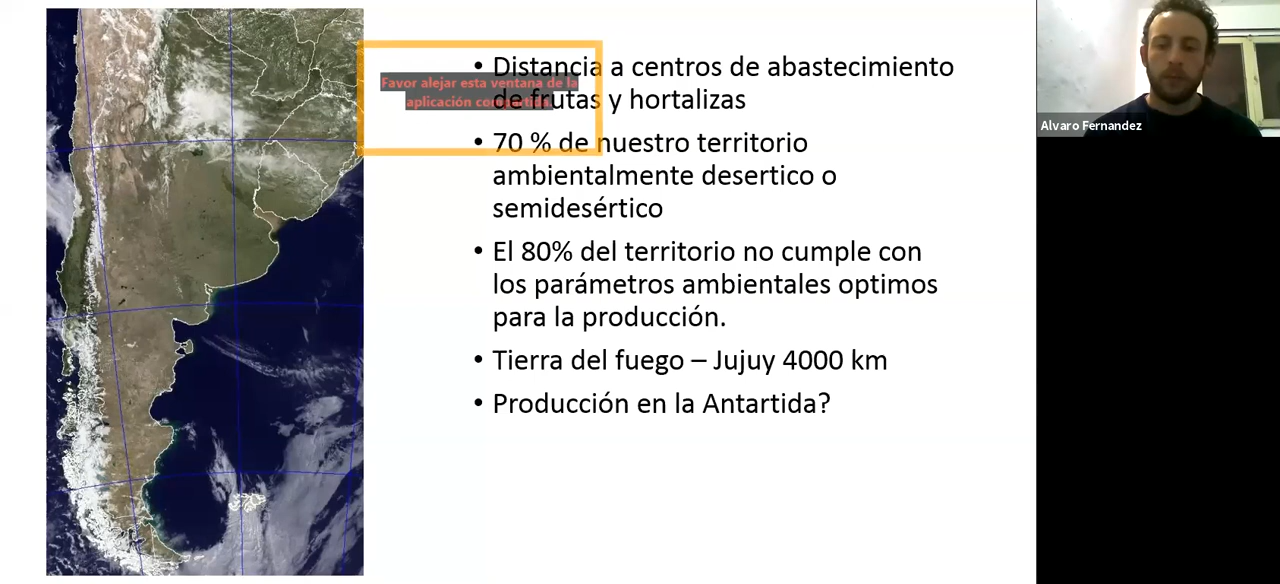 • Distancia a centros de abastecimiento
de frutas y hortalizas
• 70 % de nuestro territorio
ambientalmente desertico o
semidesértico
• El 80% del territorio no cumple con
los parámetros ambientales optimos
para la producción.
• Tierra del fuego – Jujuy 4000 km
• Producción en la Antartida?
Favor alejar esta ventana de la
aplicación compartida
Alvaro Fernandez